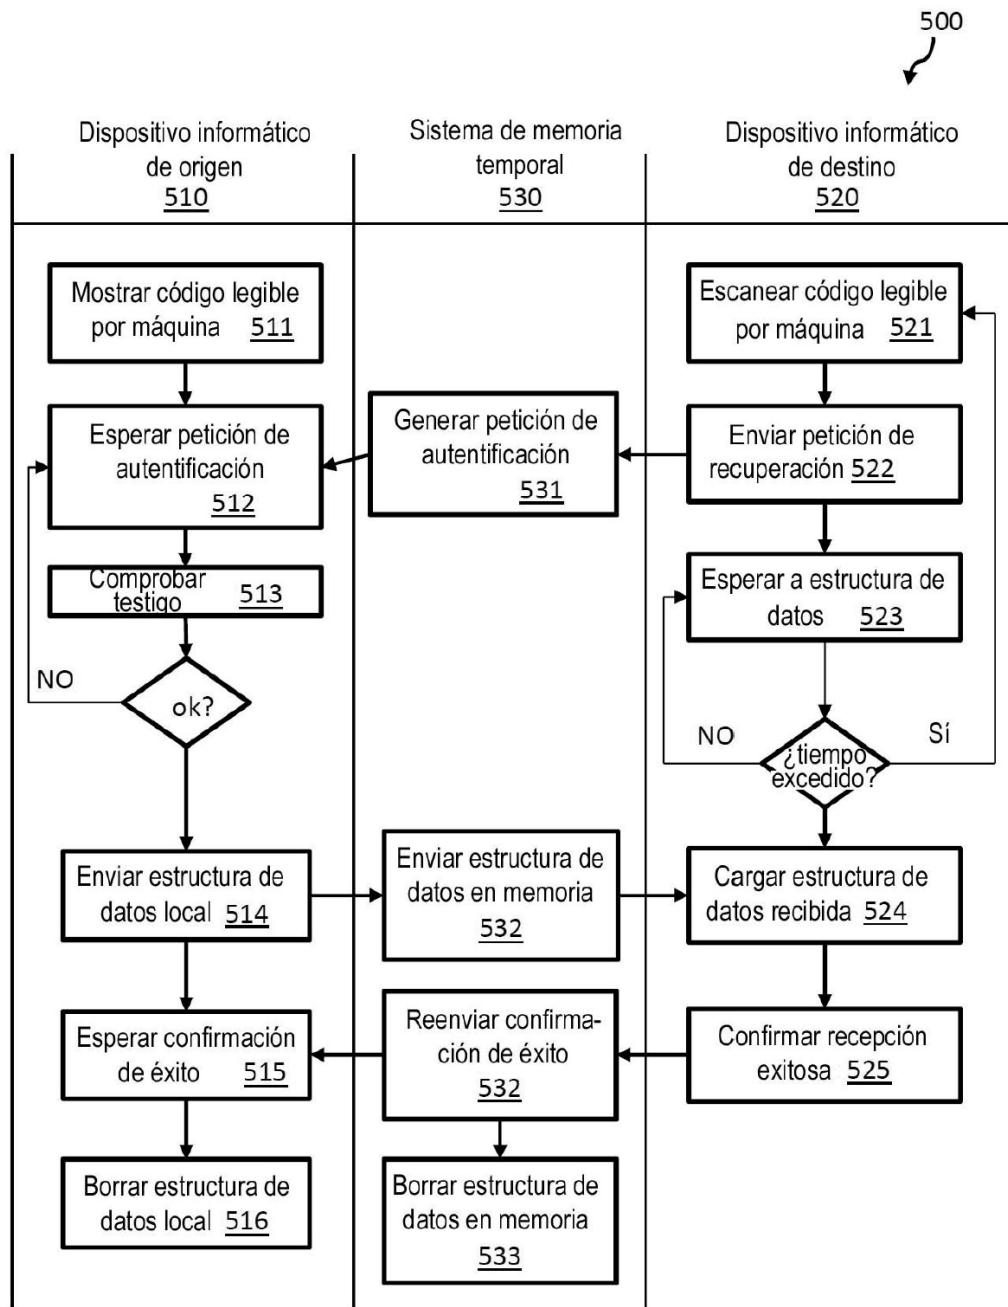 500
Dispositivo informático
de origen
510
Sistema de memoria
temporal
530
Dispositivo informático
de destino
520
Mostrar código legible
por máquina 511
Esperar petición de
autentificación
512
Comprobar
testigo 513
NO
ok?
Enviar estructura de
datos local 514
Esperar confirmación
de éxito 515
Borrar estructura de
datos local 516
Generar petición de
autentificación
531
Enviar estructura de
datos en memoria
532
Reenviar confirma-
ción de éxito
532
Borrar estructura de
datos en memoria
533
Escanear código legible
por máquina 521
Enviar petición de
recuperación 522
Esperar a estructura de
datos 523
NO
Sí
¿tiempo
excedido?
Cargar estructura de
datos recibida 524
Confirmar recepción
exitosa 525